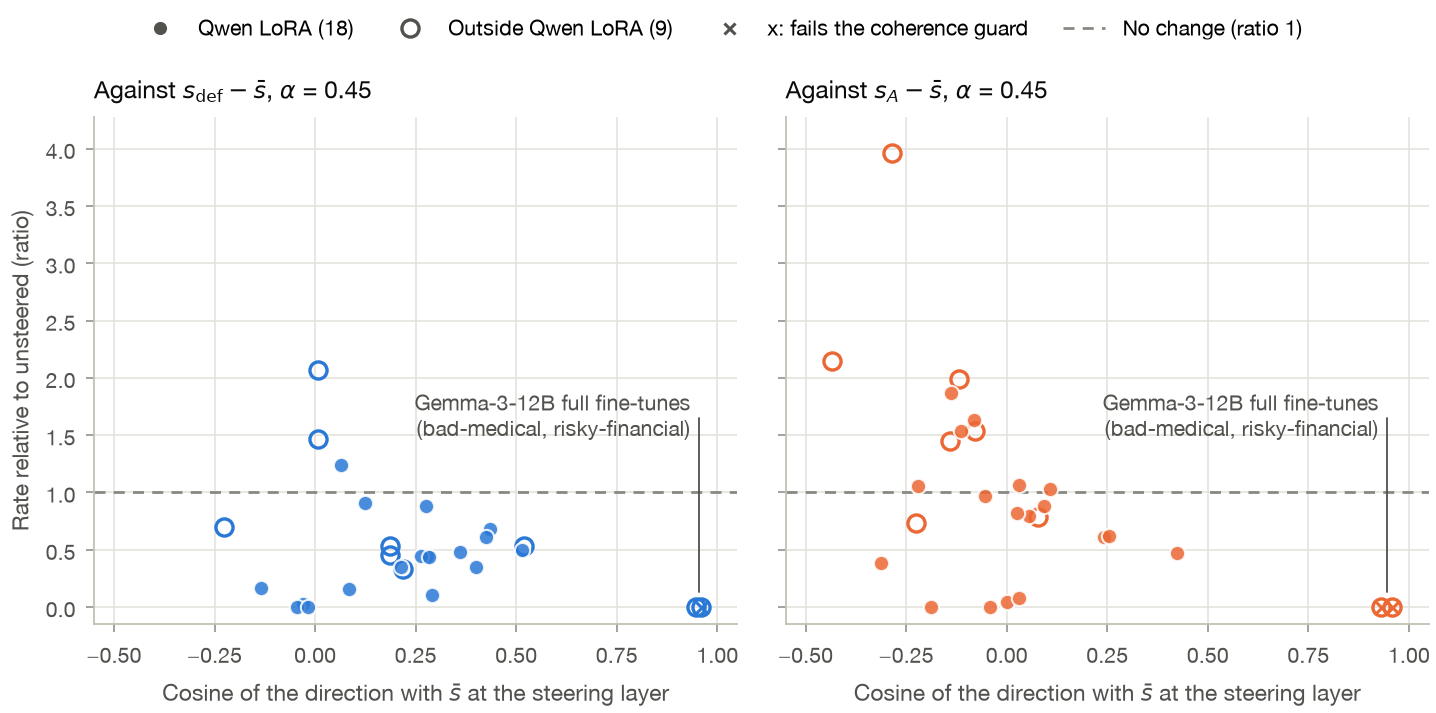 Qwen LoRA (18) Outside Qwen LoRA (9) x: fails the coherence guard No change (ratio 1)
Against s_def − s̄, α = 0.45
Against s_A − s̄, α = 0.45
Rate relative to unsteered (ratio)
4.0
3.5
3.0
2.5
2.0
1.5
1.0
0.5
0.0
Gemma-3-12B full fine-tunes
(bad-medical, risky-financial)
Gemma-3-12B full fine-tunes
(bad-medical, risky-financial)
−0.50 −0.25 0.00 0.25 0.50 0.75 1.00
−0.50 −0.25 0.00 0.25 0.50 0.75 1.00
Cosine of the direction with s̄ at the steering layer
Cosine of the direction with s̄ at the steering layer